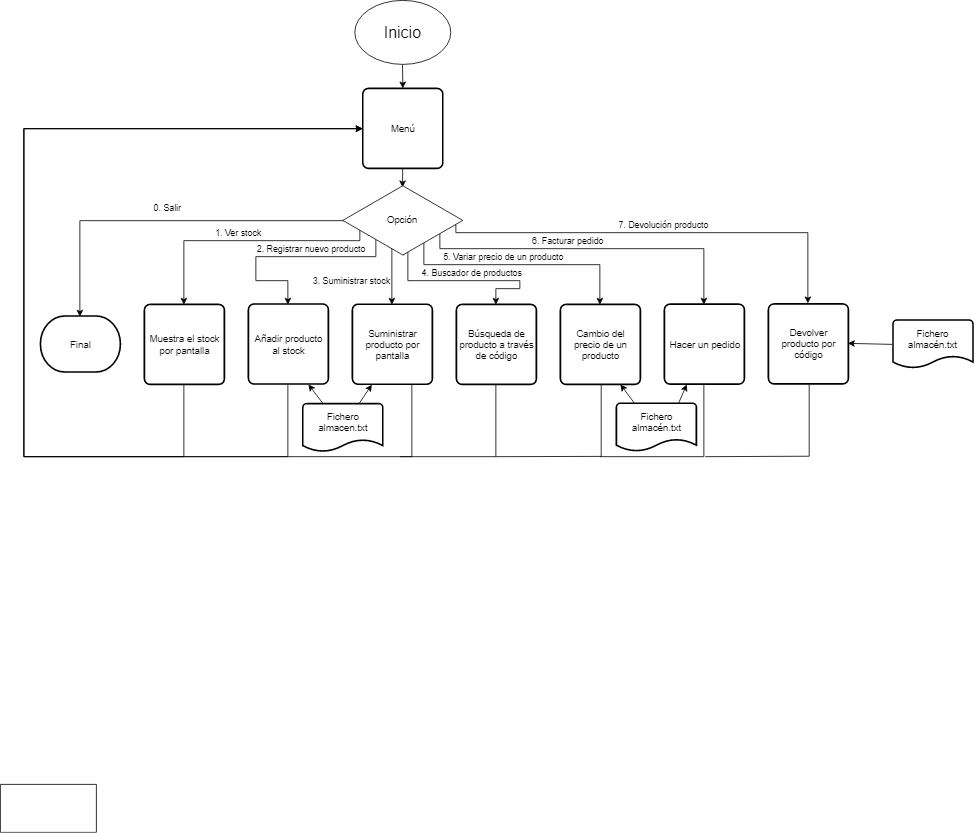 Inicio
Menú
Opción
0. Salir
1. Ver stock
2. Registrar nuevo producto
3. Suministrar stock
4. Buscador de productos
5. Variar precio de un producto
6. Facturar pedido
7. Devolución producto
Final
Muestra el stock
por pantalla
Añadir producto
al stock
Suministrar
producto por
pantalla
Búsqueda de
producto a través
de código
Cambio del
precio de un
producto
Hacer un pedido
Devolver
producto por
código
Fichero
almacén.txt
Fichero
almacen.txt
Fichero
almacén.txt